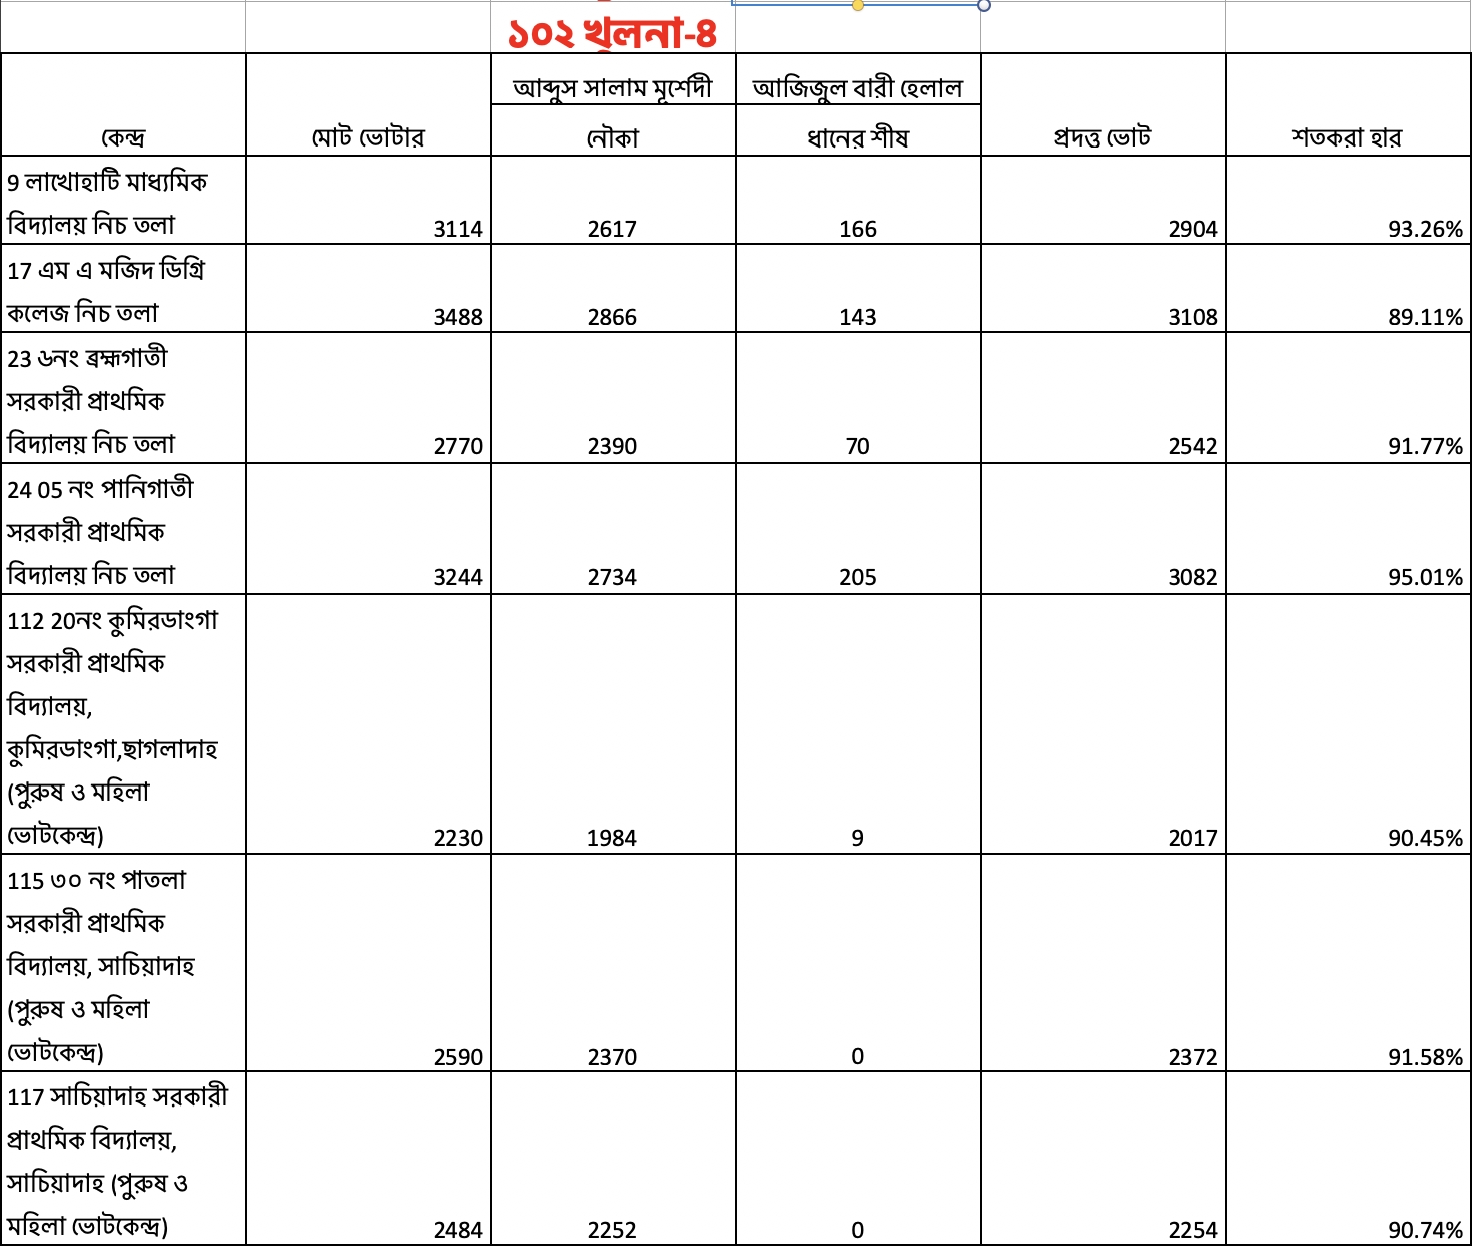 ১০২ খুলনা-4
আব্দুস সালাম মূর্শেদী আজিজুল বারী হেলাল
কেন্দ্র মোট ভোটার নৌকা ধানের শীষ প্রদত্ত ভোট শতকরা হার
9 লাখোহাটি মাধ্যমিক
বিদ্যালয় নিচ তলা 3114 2617 166 2904 93.26%
17 এম এ মজিদ ডিগ্রি
কলেজ নিচ তলা 3488 2866 143 3108 89.11%
23 ৬নং ব্রহ্মগাতী
সরকারী প্রাথমিক
বিদ্যালয় নিচ তলা 2770 2390 70 2542 91.77%
24 05 নং পানিগাতী
সরকারী প্রাথমিক
বিদ্যালয় নিচ তলা 3244 2734 205 3082 95.01%
112 20নং কুমিরডাংগা
সরকারী প্রাথমিক
বিদ্যালয়,
কুমিরডাংগা,ছাগলাদাহ
(পুরুষ ও মহিলা
ভোটকেন্দ্র) 2230 1984 9 2017 90.45%
115 ৩০ নং পাতলা
সরকারী প্রাথমিক
বিদ্যালয়, সাচিয়াদাহ
(পুরুষ ও মহিলা
ভোটকেন্দ্র) 2590 2370 0 2372 91.58%
117 সাচিয়াদাহ সরকারী
প্রাথমিক বিদ্যালয়,
সাচিয়াদাহ (পুরুষ ও
মহিলা ভোটকেন্দ্র) 2484 2252 0 2254 90.74%